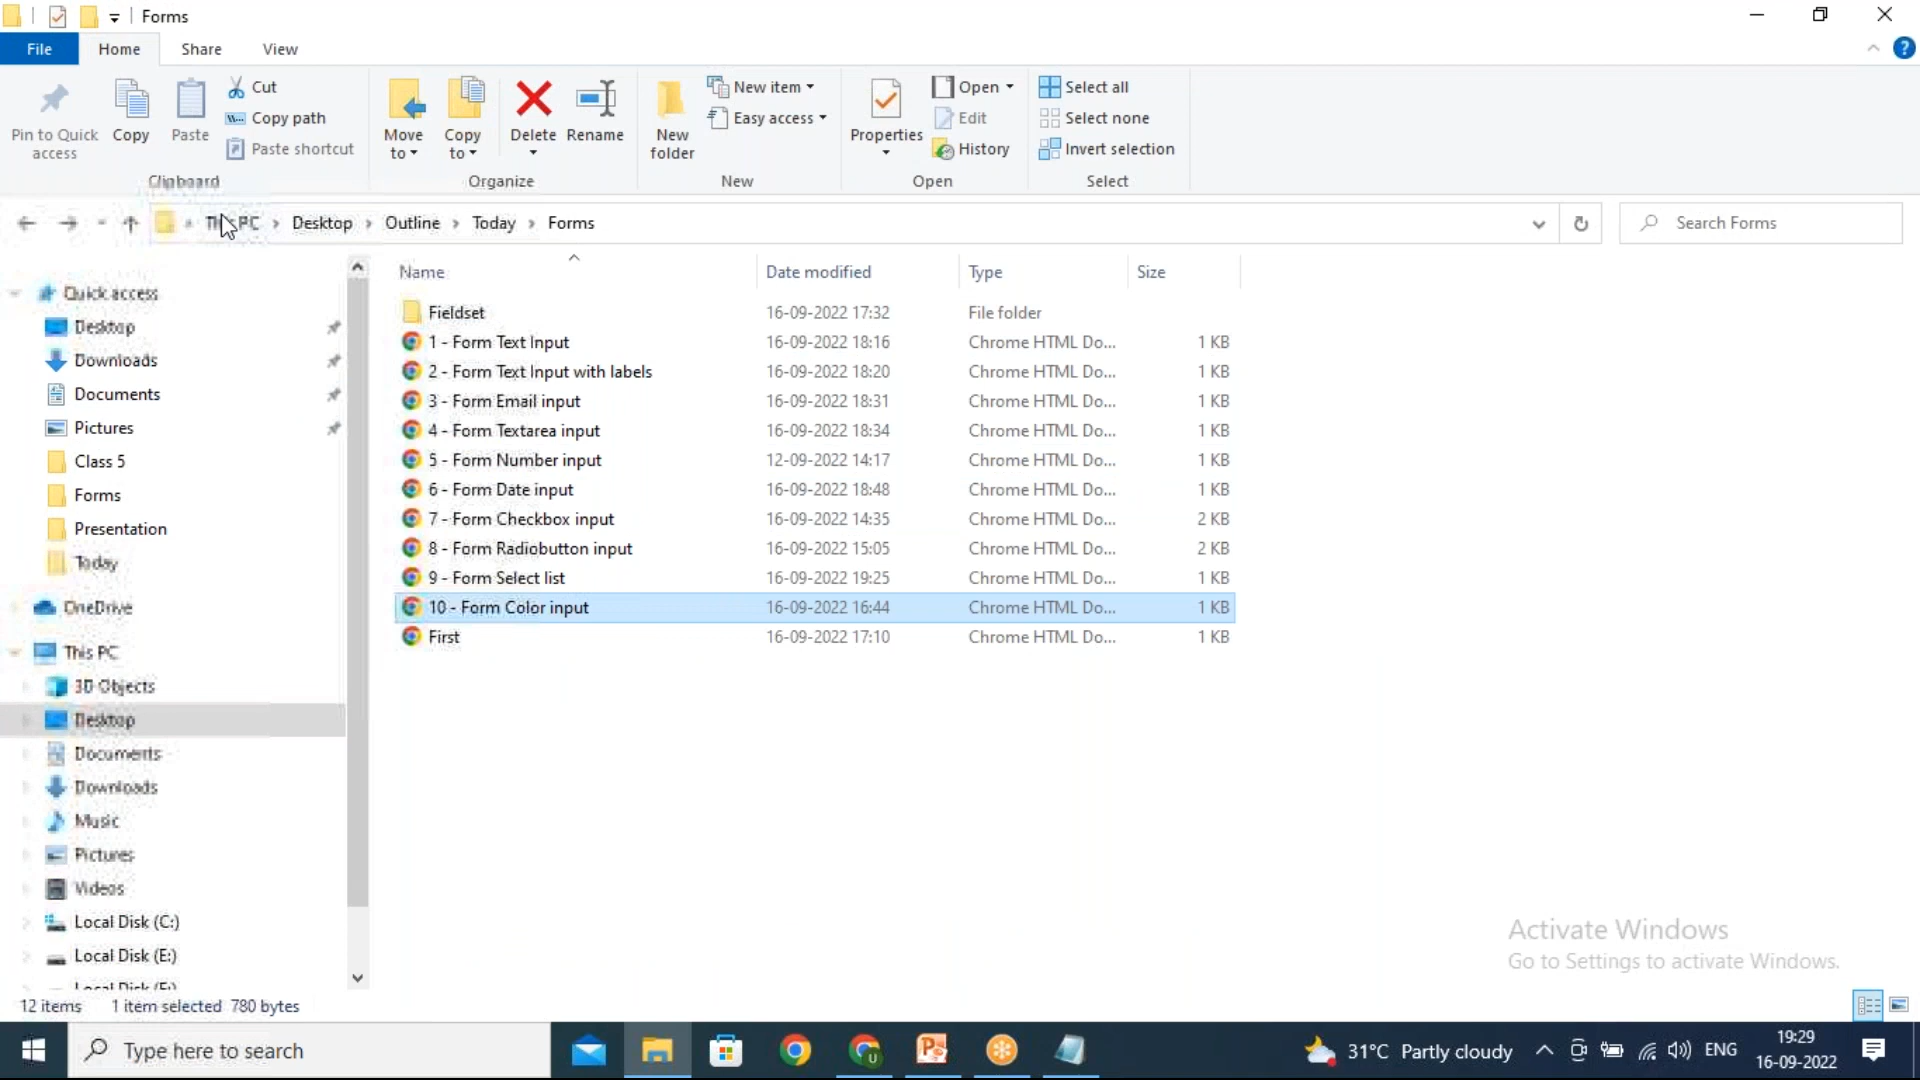 Forms
File Home Share View
Pin to Quick access
Copy
Paste
Cut
Copy path
Paste shortcut
Clipboard
Move to
Copy to
Delete
Rename
Organize
New folder
New item
Easy access
New
Properties
Open
Edit
History
Open
Select all
Select none
Invert selection
Select
This PC Desktop Outline Today Forms
Search Forms
Quick access
Desktop
Downloads
Documents
Pictures
Class 5
Forms
Presentation
Today
OneDrive
This PC
3D Objects
Desktop
Documents
Downloads
Music
Pictures
Videos
Local Disk (C:)
Local Disk (E:)
Local Disk (F:)
Name Date modified Type Size
Fieldset 16-09-2022 17:32 File folder
1 - Form Text Input 16-09-2022 18:16 Chrome HTML Do... 1 KB
2 - Form Text Input with labels 16-09-2022 18:20 Chrome HTML Do... 1 KB
3 - Form Email input 16-09-2022 18:31 Chrome HTML Do... 1 KB
4 - Form Textarea input 16-09-2022 18:34 Chrome HTML Do... 1 KB
5 - Form Number input 12-09-2022 14:17 Chrome HTML Do... 1 KB
6 - Form Date input 16-09-2022 18:48 Chrome HTML Do... 1 KB
7 - Form Checkbox input 16-09-2022 14:35 Chrome HTML Do... 2 KB
8 - Form Radiobutton input 16-09-2022 15:05 Chrome HTML Do... 2 KB
9 - Form Select list 16-09-2022 19:25 Chrome HTML Do... 1 KB
10 - Form Color input 16-09-2022 16:44 Chrome HTML Do... 1 KB
First 16-09-2022 17:10 Chrome HTML Do... 1 KB
Activate Windows
Go to Settings to activate Windows.
12 items 1 item selected 780 bytes
Type here to search
31°C Partly cloudy
ENG
19:29
16-09-2022